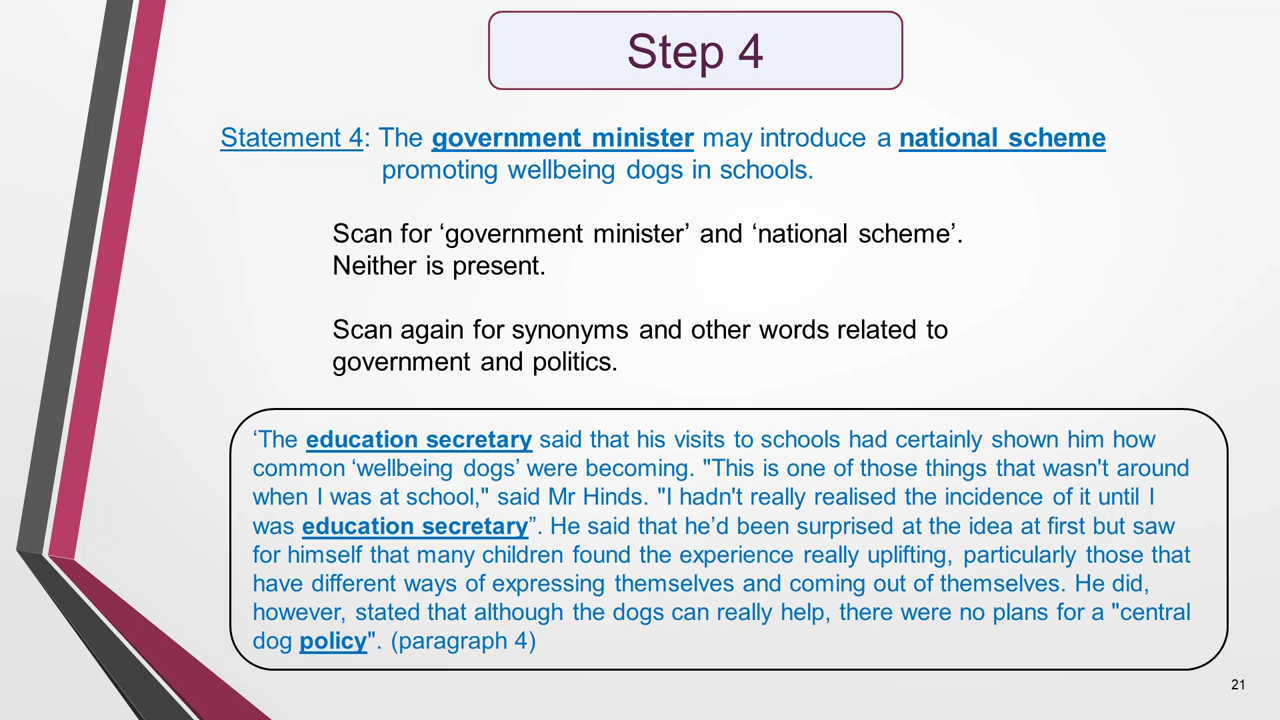 Step 4
Statement 4: The government minister may introduce a national scheme
promoting wellbeing dogs in schools.
Scan for ‘government minister’ and ‘national scheme’.
Neither is present.
Scan again for synonyms and other words related to
government and politics.
‘The education secretary said that his visits to schools had certainly shown him how
common ‘wellbeing dogs’ were becoming. "This is one of those things that wasn't around
when I was at school," said Mr Hinds. "I hadn't really realised the incidence of it until I
was education secretary”. He said that he’d been surprised at the idea at first but saw
for himself that many children found the experience really uplifting, particularly those that
have different ways of expressing themselves and coming out of themselves. He did,
however, stated that although the dogs can really help, there were no plans for a "central
dog policy". (paragraph 4)
21